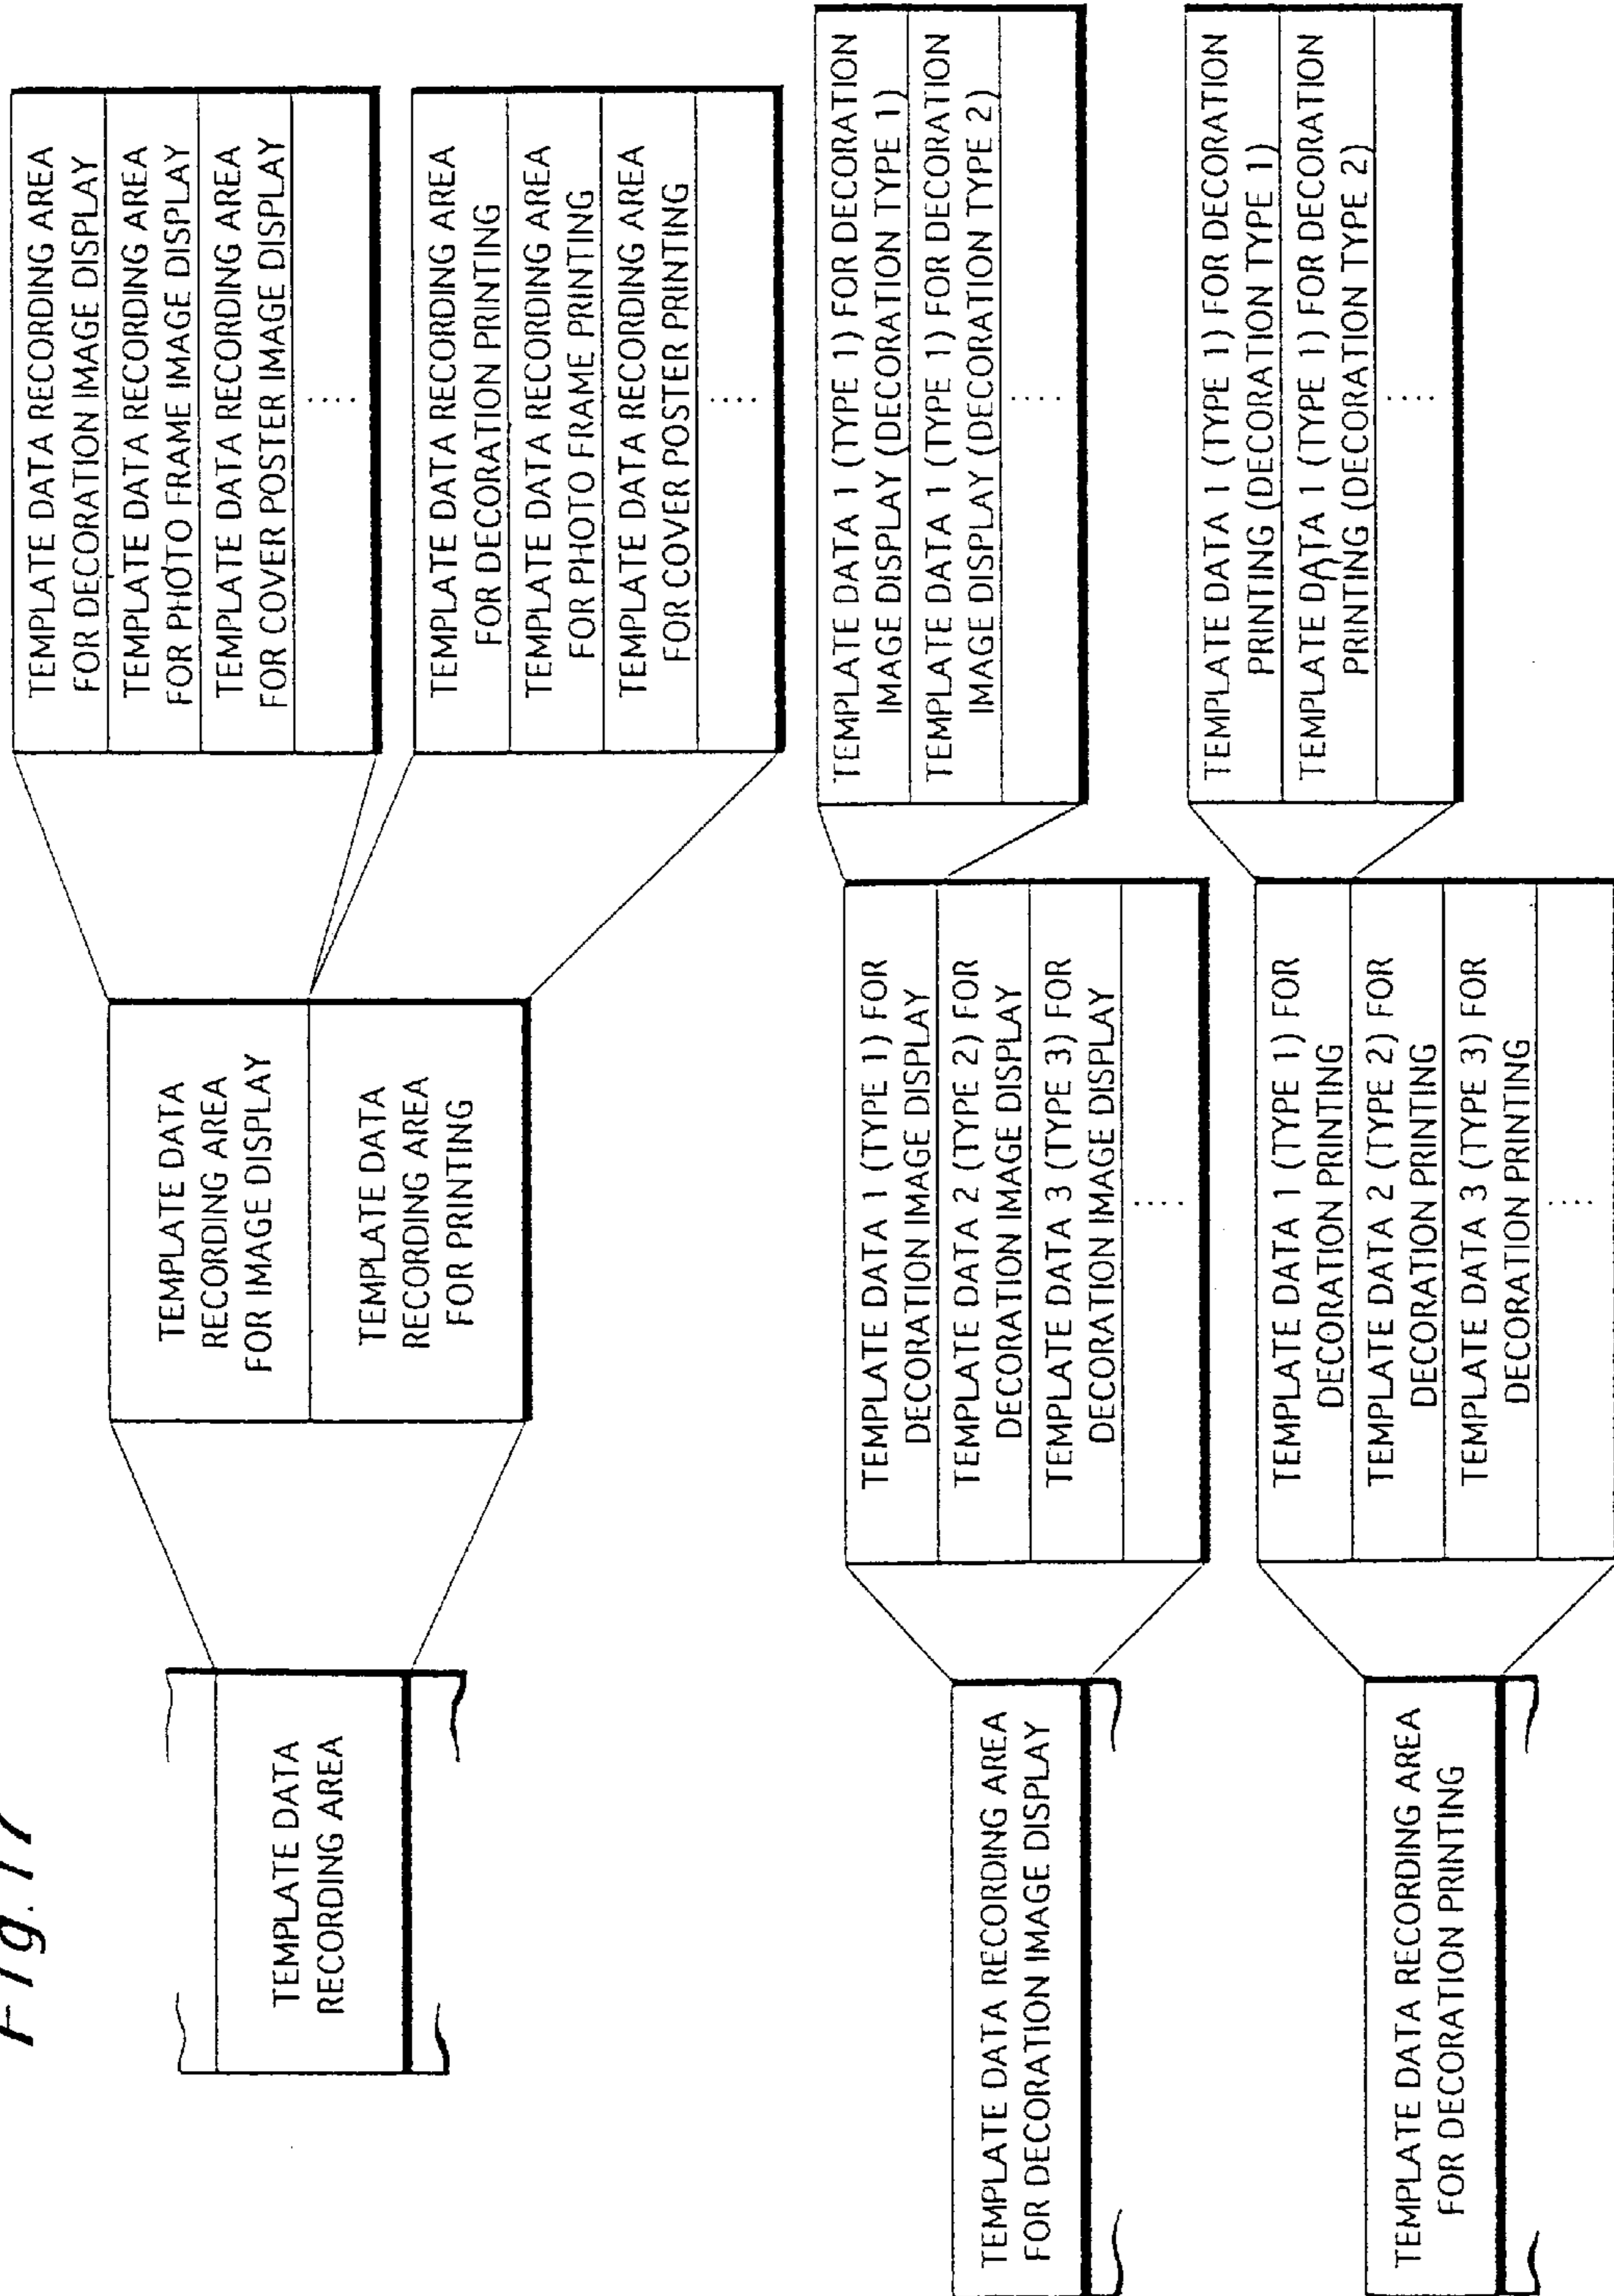 Fig.17
TEMPLATE DATA
RECORDING AREA
TEMPLATE DATA
RECORDING AREA
FOR IMAGE DISPLAY
TEMPLATE DATA
RECORDING AREA
FOR PRINTING
TEMPLATE DATA RECORDING AREA
FOR DECORATION IMAGE DISPLAY
TEMPLATE DATA RECORDING AREA
FOR PHOTO FRAME IMAGE DISPLAY
TEMPLATE DATA RECORDING AREA
FOR COVER POSTER IMAGE DISPLAY
....
TEMPLATE DATA RECORDING AREA
FOR DECORATION PRINTING
TEMPLATE DATA RECORDING AREA
FOR PHOTO FRAME PRINTING
TEMPLATE DATA RECORDING AREA
FOR COVER POSTER PRINTING
....
TEMPLATE DATA RECORDING AREA
FOR DECORATION IMAGE DISPLAY
TEMPLATE DATA 1 (TYPE 1) FOR
DECORATION IMAGE DISPLAY
TEMPLATE DATA 2 (TYPE 2) FOR
DECORATION IMAGE DISPLAY
TEMPLATE DATA 3 (TYPE 3) FOR
DECORATION IMAGE DISPLAY
....
TEMPLATE DATA 1 (TYPE 1) FOR DECORATION
IMAGE DISPLAY (DECORATION TYPE 1)
TEMPLATE DATA 1 (TYPE 1) FOR DECORATION
IMAGE DISPLAY (DECORATION TYPE 2)
....
TEMPLATE DATA RECORDING AREA
FOR DECORATION PRINTING
TEMPLATE DATA 1 (TYPE 1) FOR
DECORATION PRINTING
TEMPLATE DATA 2 (TYPE 2) FOR
DECORATION PRINTING
TEMPLATE DATA 3 (TYPE 3) FOR
DECORATION PRINTING
....
TEMPLATE DATA 1 (TYPE 1) FOR DECORATION
PRINTING (DECORATION TYPE 1)
TEMPLATE DATA 1 (TYPE 1) FOR DECORATION
PRINTING (DECORATION TYPE 2)
....